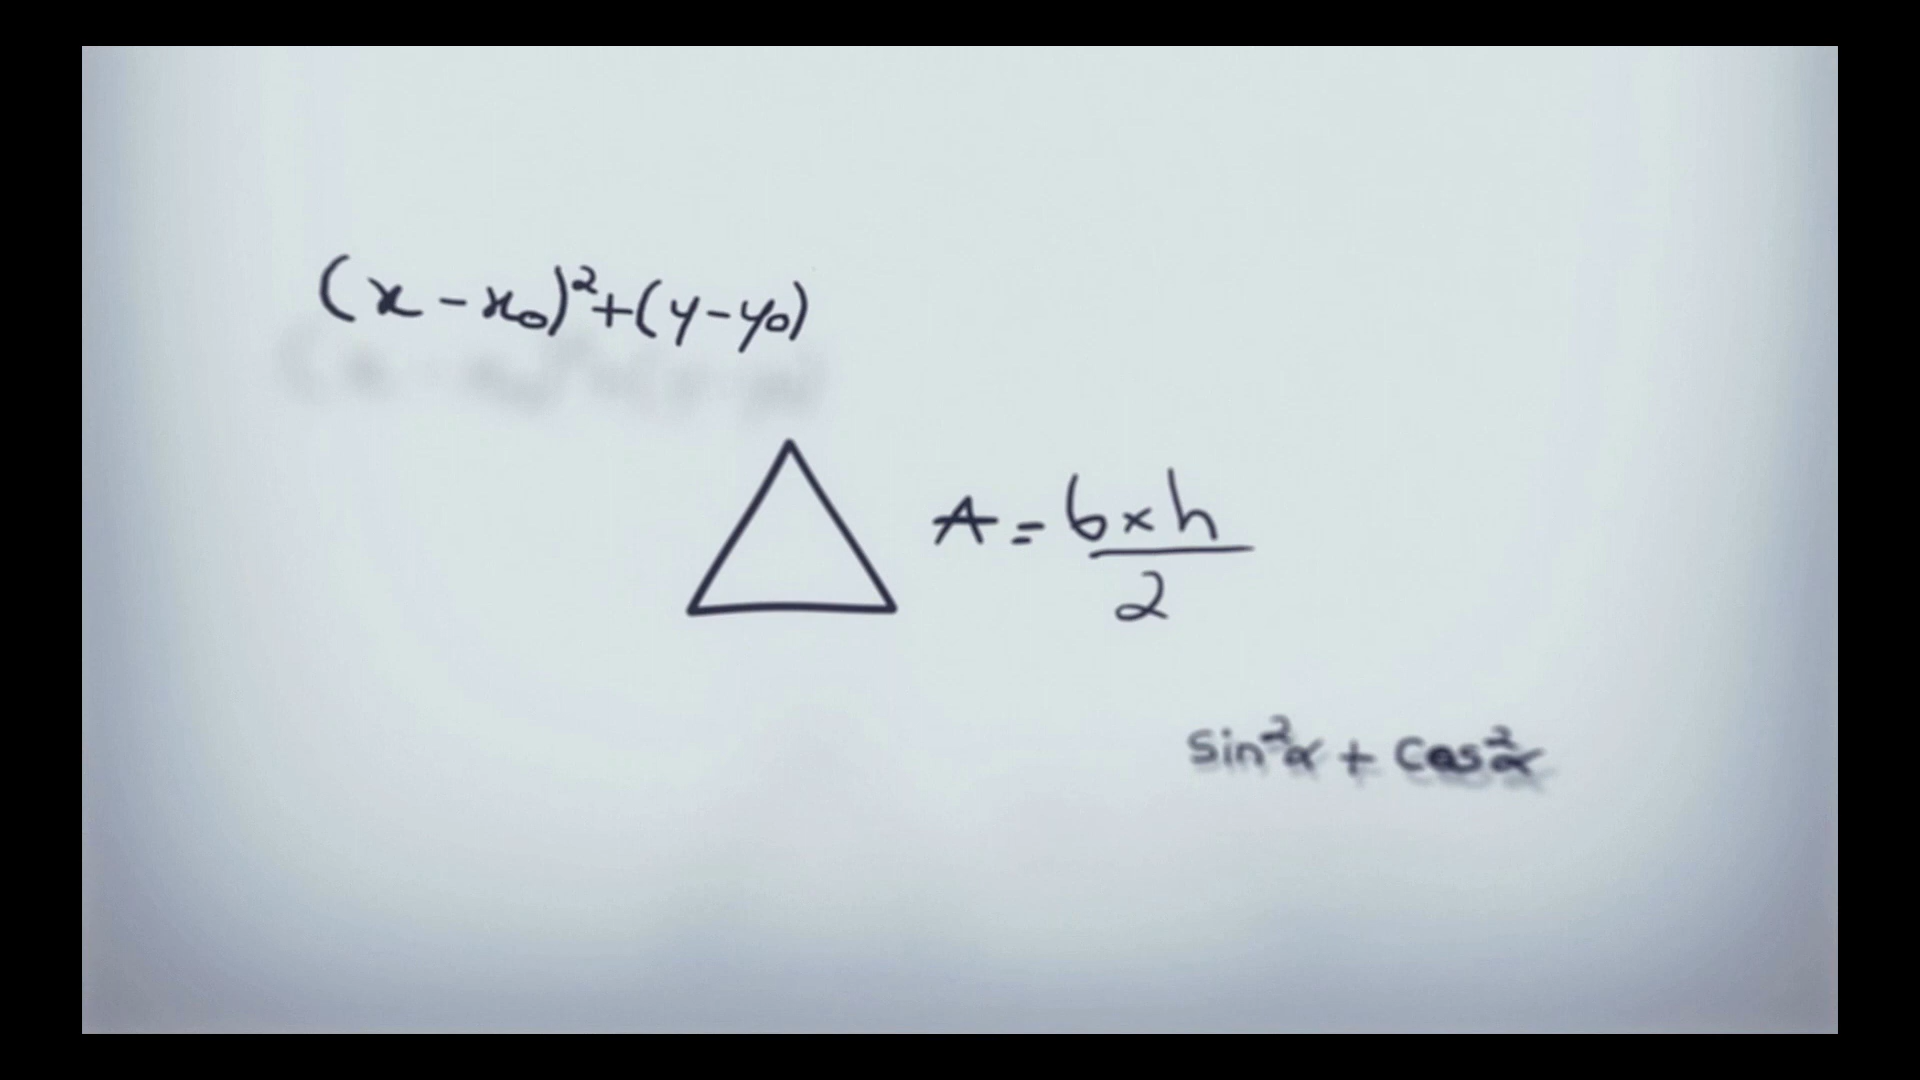 (x - x₀)² + (y - y₀)
A = b × h / 2
sin²α + cos²α